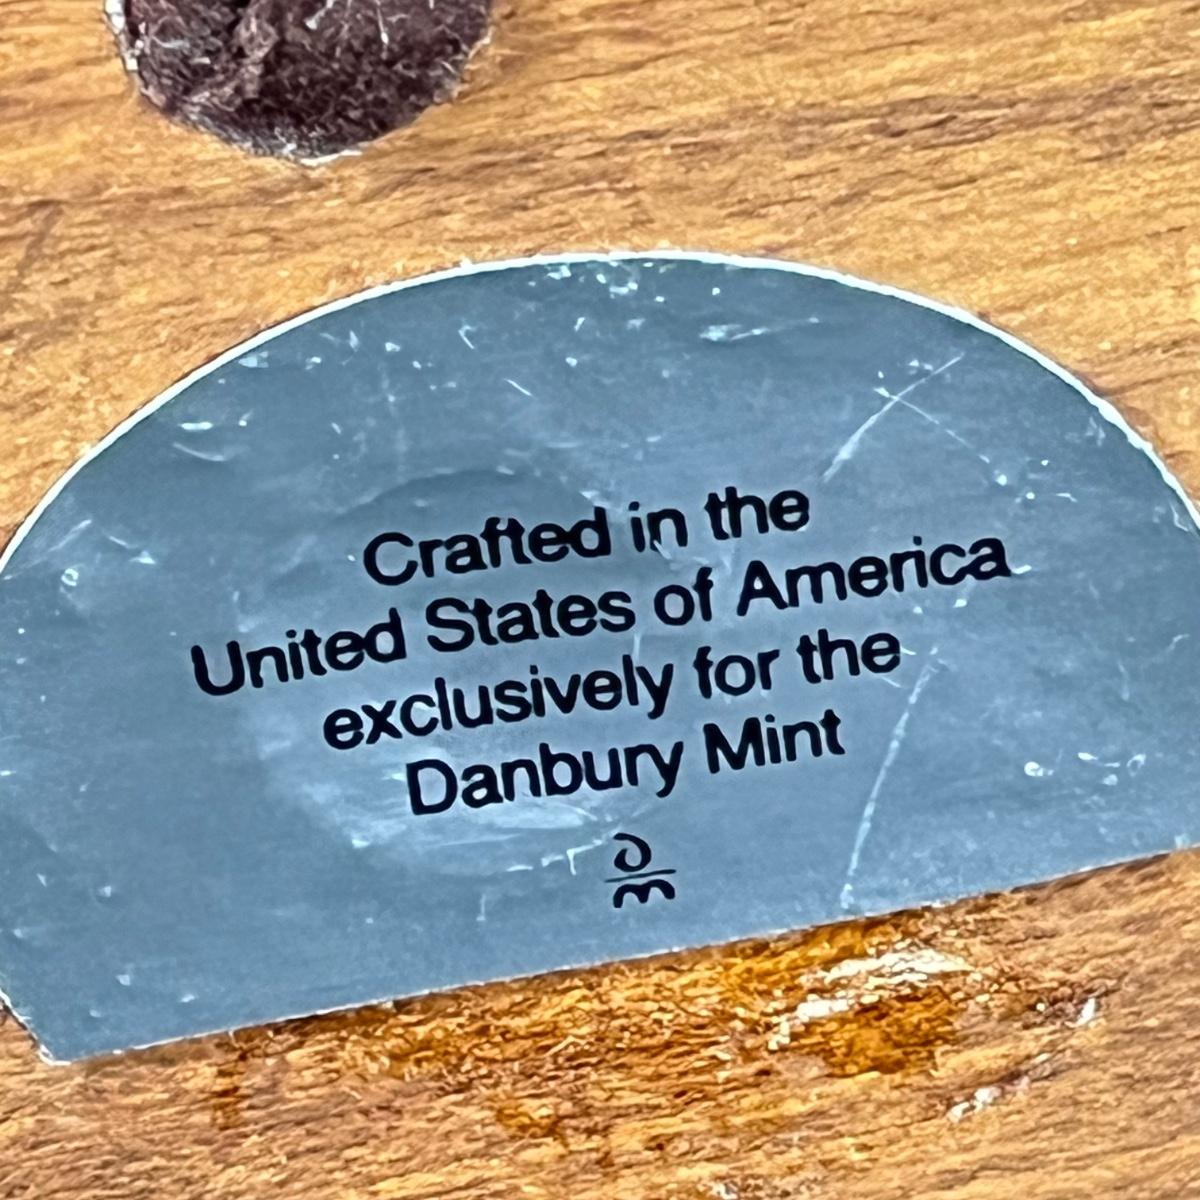 Crafted in the
United States of America
exclusively for the
Danbury Mint
D
m